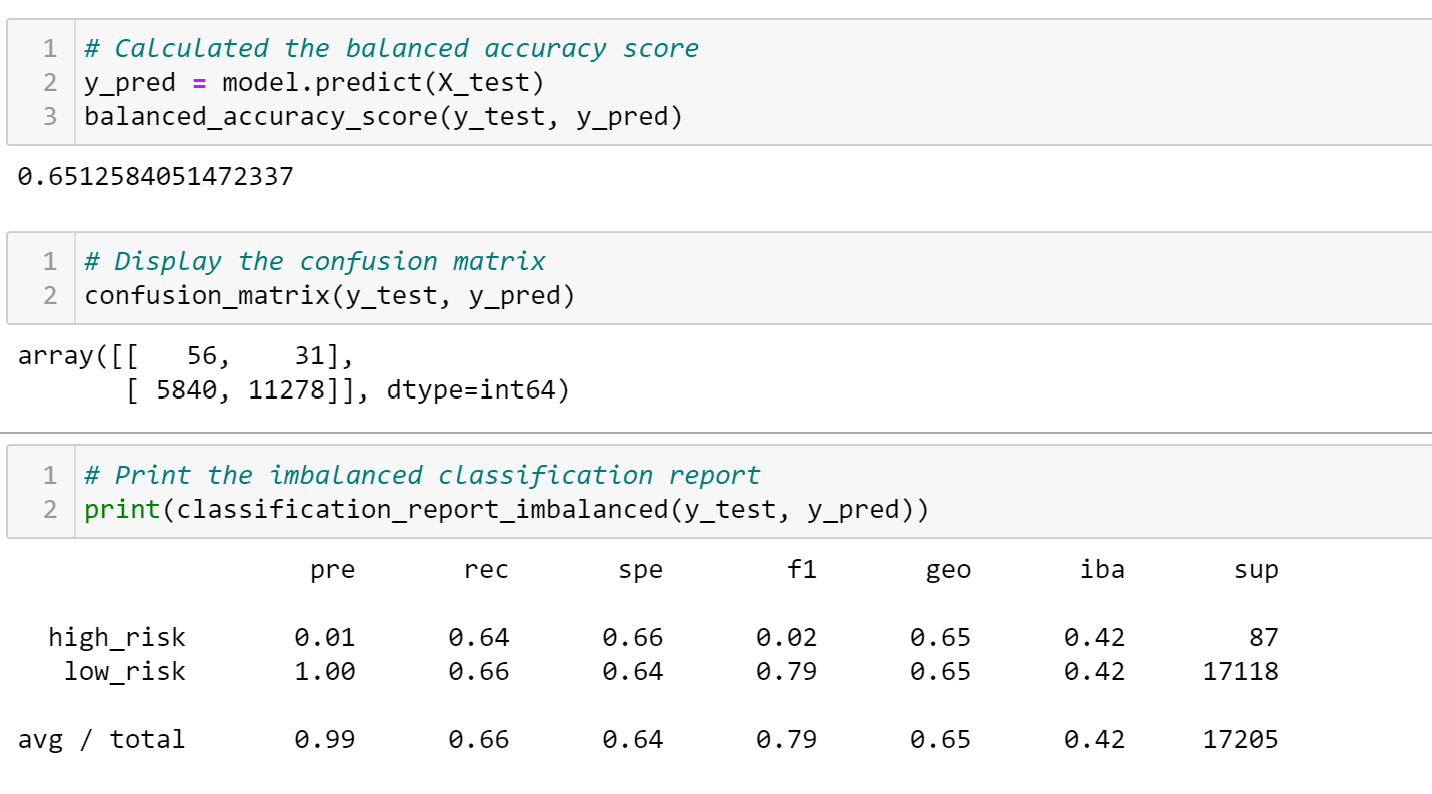 1 # Calculated the balanced accuracy score
2 y_pred = model.predict(X_test)
3 balanced_accuracy_score(y_test, y_pred)
0.6512584051472337
1 # Display the confusion matrix
2 confusion_matrix(y_test, y_pred)
array([[   56,    31],
       [ 5840, 11278]], dtype=int64)
1 # Print the imbalanced classification report
2 print(classification_report_imbalanced(y_test, y_pred))
                   pre       rec       spe        f1       geo       iba       sup
  high_risk       0.01      0.64      0.66      0.02      0.65      0.42        87
   low_risk       1.00      0.66      0.64      0.79      0.65      0.42     17118
avg / total       0.99      0.66      0.64      0.79      0.65      0.42     17205